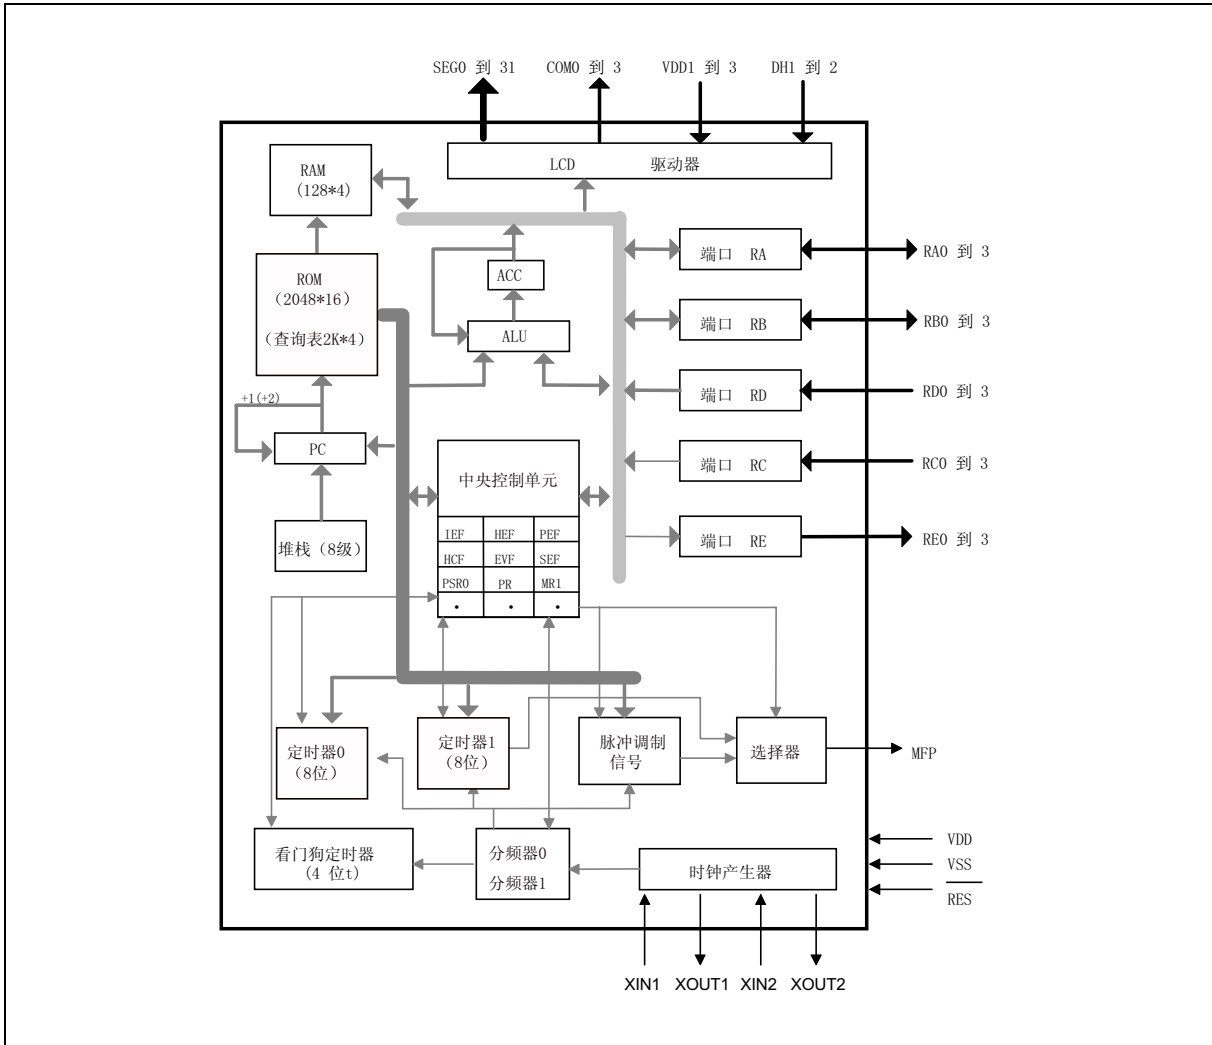 SEG0 到 31
COM0 到 3
VDD1 到 3
DH1 到 2
LCD 驱动器
RAM
(128*4)
ROM
(2048*16)
(查询表2K*4)
ACC
ALU
端口 RA
RA0 到 3
端口 RB
RB0 到 3
端口 RD
RD0 到 3
端口 RC
RC0 到 3
端口 RE
RE0 到 3
+1(+2)
PC
堆栈（8级）
中央控制单元
IEF HEF PEF
HCF EVF SEF
PSR0 PR MR1
. . .
定时器0
（8位）
定时器1
（8位）
脉冲调制
信号
选择器
MFP
看门狗定时器
(4 位t)
分频器0
分频器1
时钟产生器
VDD
VSS
RES
XIN1 XOUT1 XIN2 XOUT2